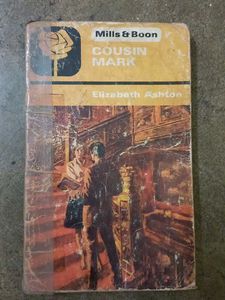 Mills & Boon
COUSIN
MARK
Elizabeth Ashton